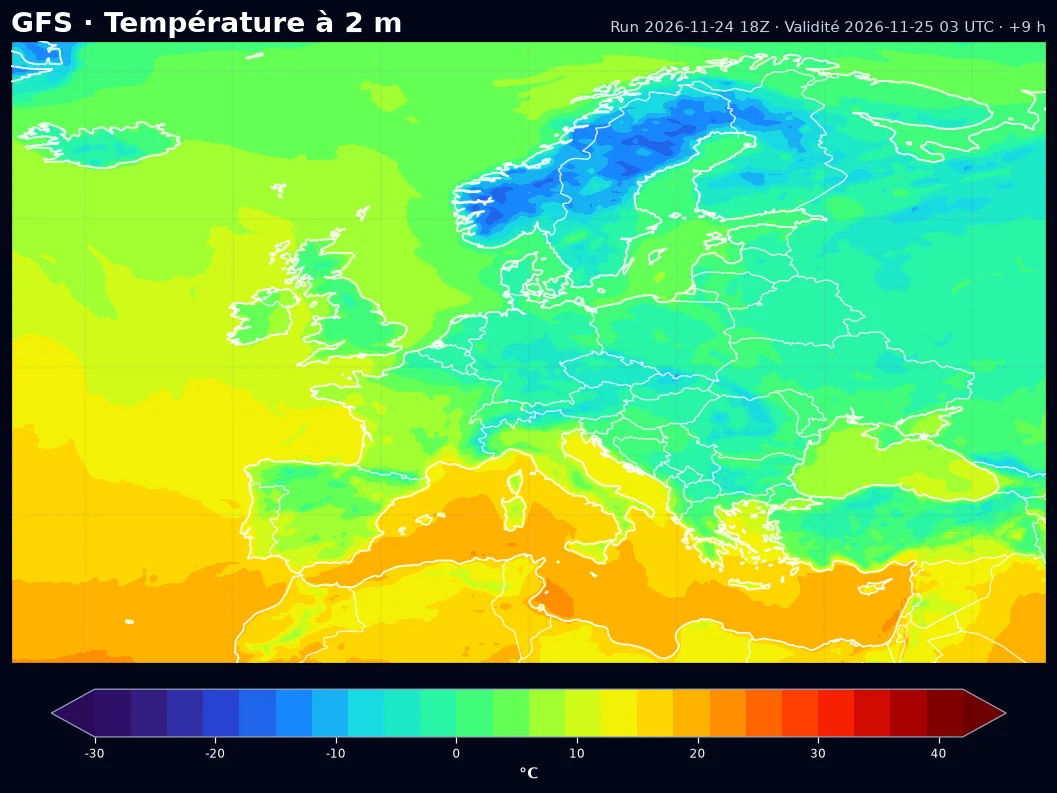 GFS · Température à 2 m
Run 2026-11-24 18Z · Validité 2026-11-25 03 UTC · +9 h
-30 -20 -10 0 10 20 30 40
°C